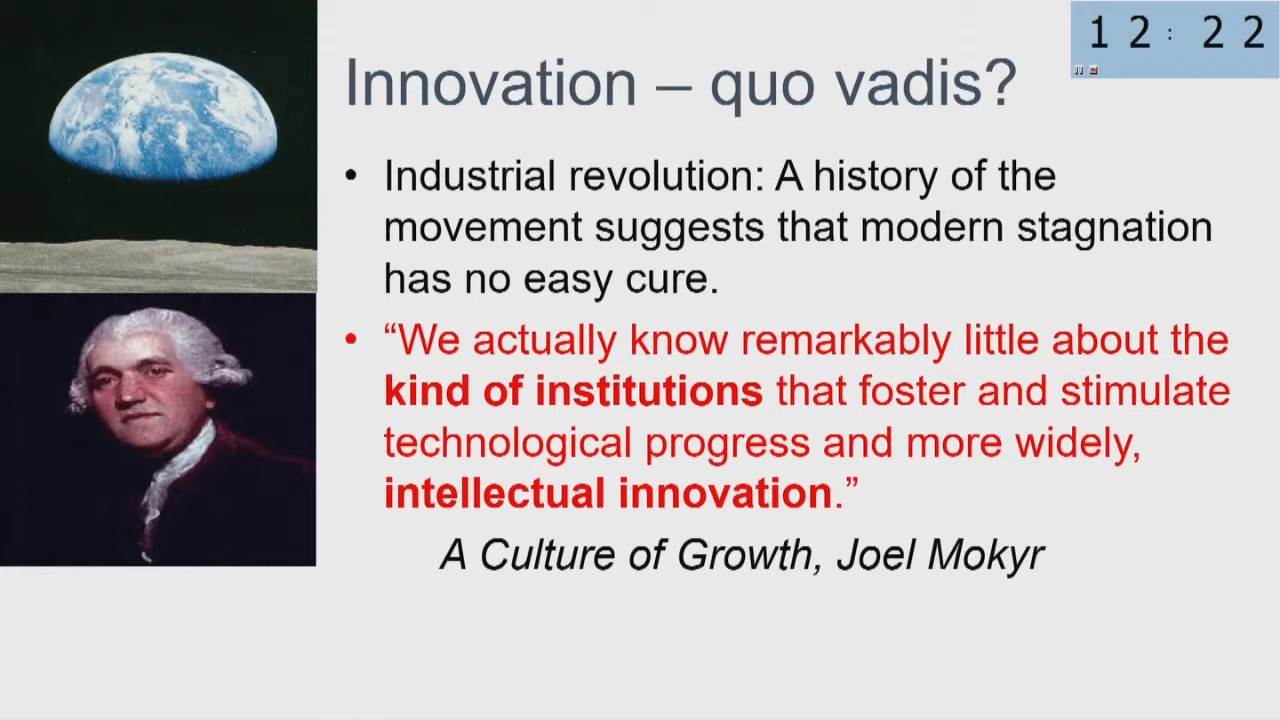 12:22
Innovation – quo vadis?
• Industrial revolution: A history of the
movement suggests that modern stagnation
has no easy cure.
• “We actually know remarkably little about the
kind of institutions that foster and stimulate
technological progress and more widely,
intellectual innovation.”
A Culture of Growth, Joel Mokyr